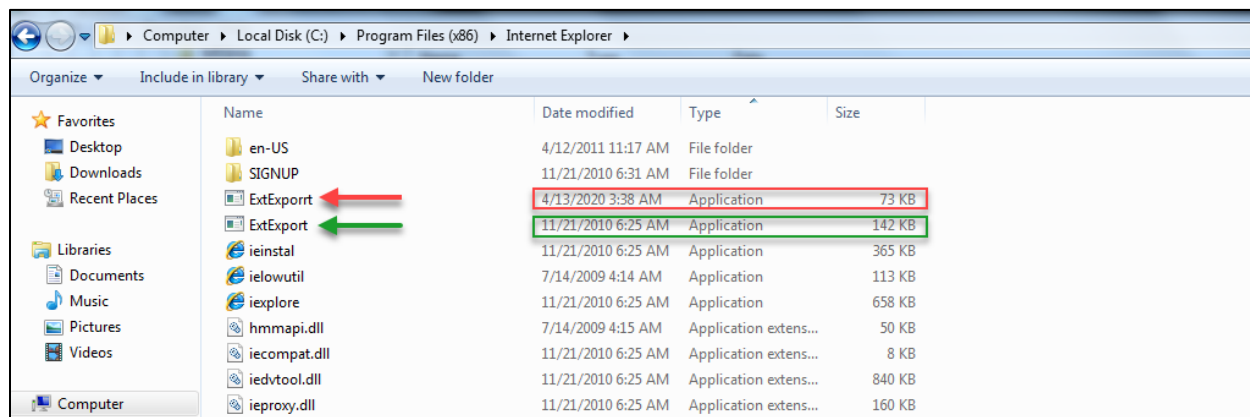 Computer Local Disk (C:) Program Files (x86) Internet Explorer
Organize Include in library Share with New folder
Favorites
Desktop
Downloads
Recent Places
Libraries
Documents
Music
Pictures
Videos
Computer
Name Date modified Type Size
en-US 4/12/2011 11:17 AM File folder
SIGNUP 11/21/2010 6:31 AM File folder
ExtExporrt 4/13/2020 3:38 AM Application 73 KB
ExtExport 11/21/2010 6:25 AM Application 142 KB
ieinstal 11/21/2010 6:25 AM Application 365 KB
ielowutil 7/14/2009 4:14 AM Application 113 KB
iexplore 11/21/2010 6:25 AM Application 658 KB
hmmapi.dll 7/14/2009 4:15 AM Application extens... 50 KB
iecompat.dll 11/21/2010 6:25 AM Application extens... 8 KB
iedvtool.dll 11/21/2010 6:25 AM Application extens... 840 KB
ieproxy.dll 11/21/2010 6:25 AM Application extens... 160 KB